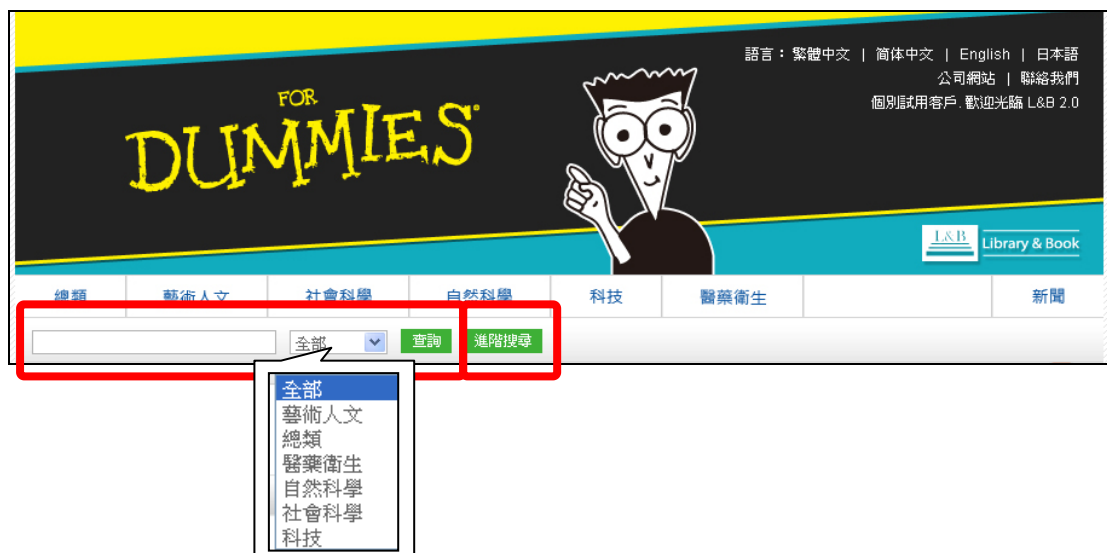 語言：繁體中文 | 简体中文 | English | 日本語
公司網站 | 聯絡我們
個別試用客戶. 歡迎光臨 L&B 2.0
FOR
DUMMIES
L&B Library & Book
總類 藝術人文 社會科學 自然科學 科技 醫藥衛生 新聞
全部 查詢 進階搜尋
全部
藝術人文
總類
醫藥衛生
自然科學
社會科學
科技